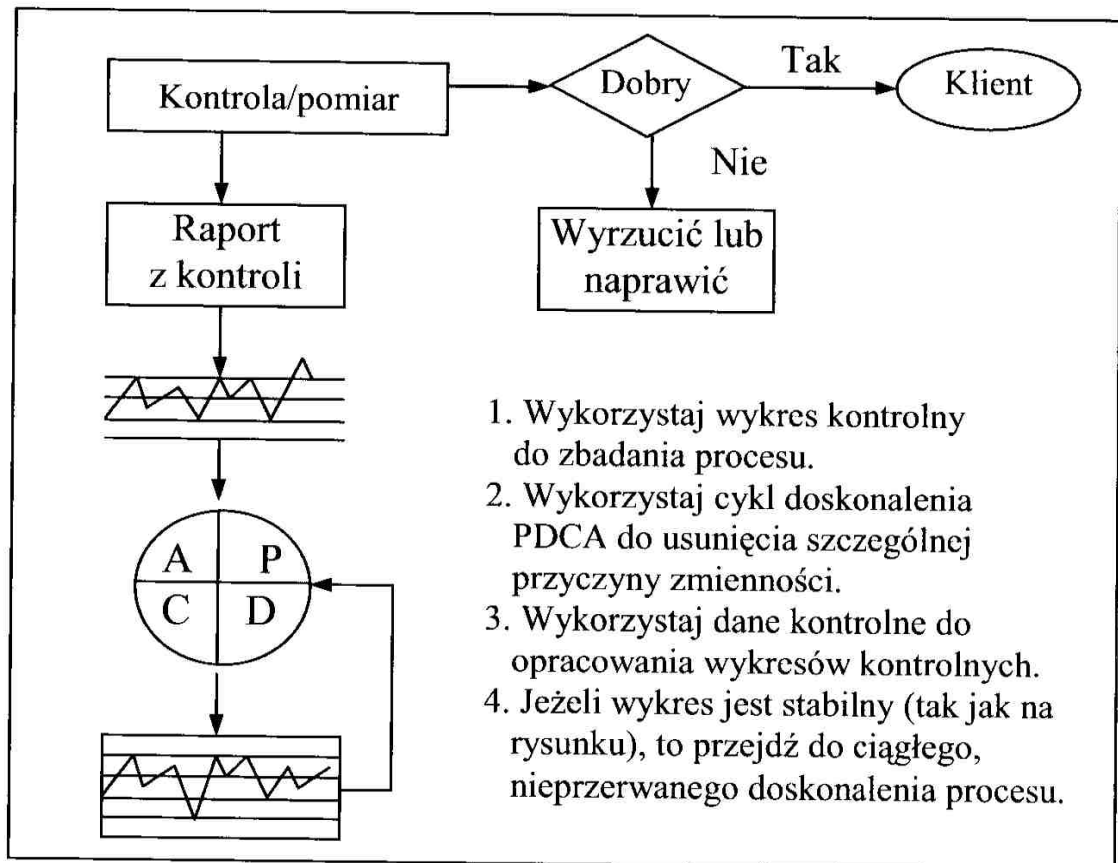 Kontrola/pomiar
Dobry
Tak
Klient
Nie
Raport
z kontroli
Wyrzucić lub
naprawić
A P
C D
1. Wykorzystaj wykres kontrolny
do zbadania procesu.
2. Wykorzystaj cykl doskonalenia
PDCA do usunięcia szczególnej
przyczyny zmienności.
3. Wykorzystaj dane kontrolne do
opracowania wykresów kontrolnych.
4. Jeżeli wykres jest stabilny (tak jak na
rysunku), to przejdź do ciągłego,
nieprzerwanego doskonalenia procesu.